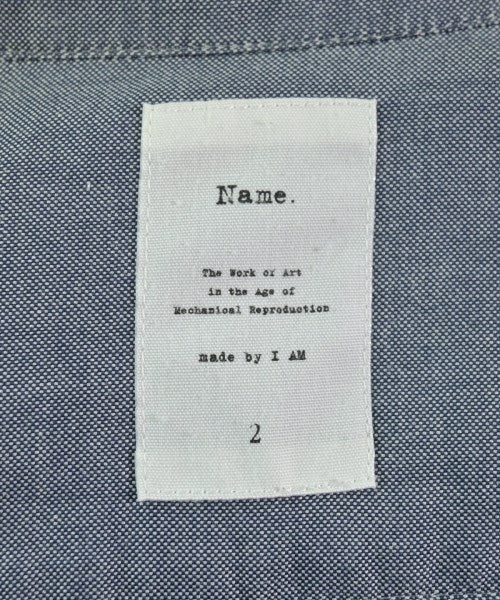 Name.
The Work of Art
in the Age of
Mechanical Reproduction
made by I AM
2